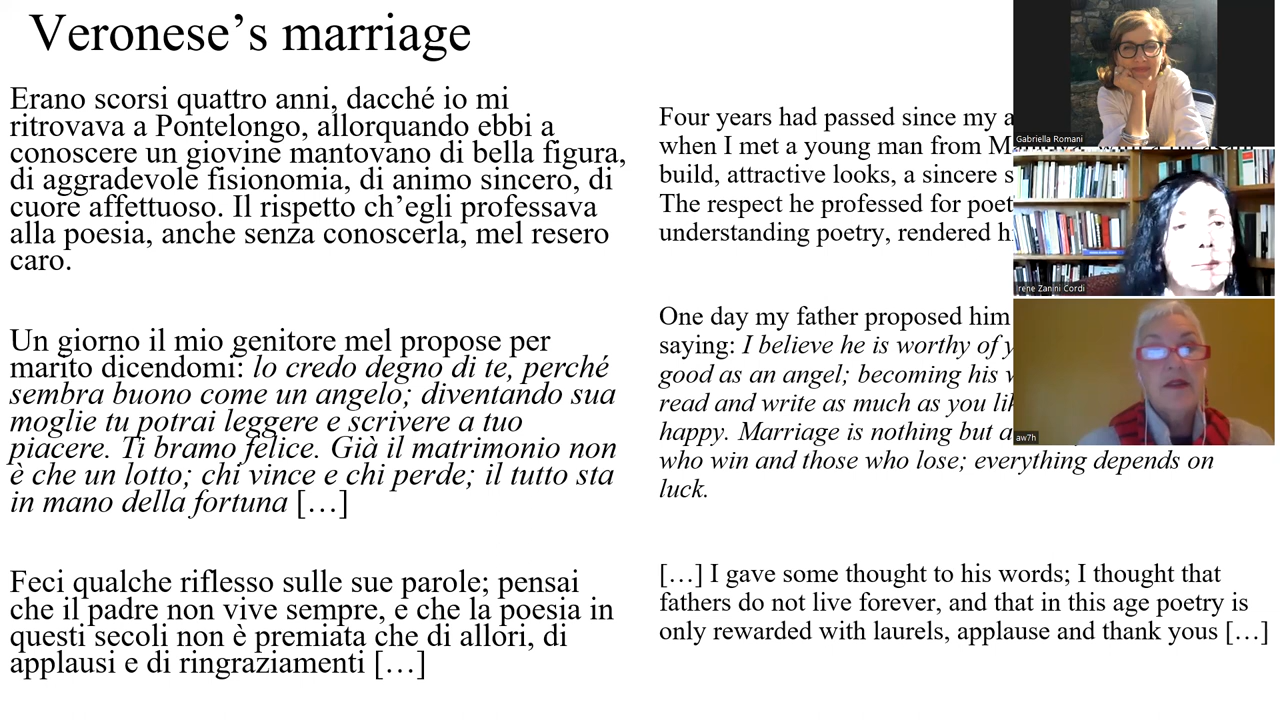 Veronese’s marriage
Erano scorsi quattro anni, dacché io mi
ritrovava a Pontelongo, allorquando ebbi a
conoscere un giovine mantovano di bella figura,
di aggradevole fisionomia, di animo sincero, di
cuore affettuoso. Il rispetto ch’egli professava
alla poesia, anche senza conoscerla, mel resero
caro.
Un giorno il mio genitore mel propose per
marito dicendomi: lo credo degno di te, perché
sembra buono come un angelo; diventando sua
moglie tu potrai leggere e scrivere a tuo
piacere. Ti bramo felice. Già il matrimonio non
è che un lotto; chi vince e chi perde; il tutto sta
in mano della fortuna […]
Feci qualche riflesso sulle sue parole; pensai
che il padre non vive sempre, e che la poesia in
questi secoli non è premiata che di allori, di
applausi e di ringraziamenti […]
Four years had passed since my
when I met a young man from
build, attractive looks, a sincere
The respect he professed for
understanding poetry, rendered
One day my father proposed him
saying: I believe he is worthy of
good as an angel; becoming his
read and write as much as you
happy. Marriage is nothing but a
who win and those who lose; everything depends on
luck.
[…] I gave some thought to his words; I thought that
fathers do not live forever, and that in this age poetry is
only rewarded with laurels, applause and thank yous […]
Gabriella Romani
Irene Zanini Cordi
aw7h